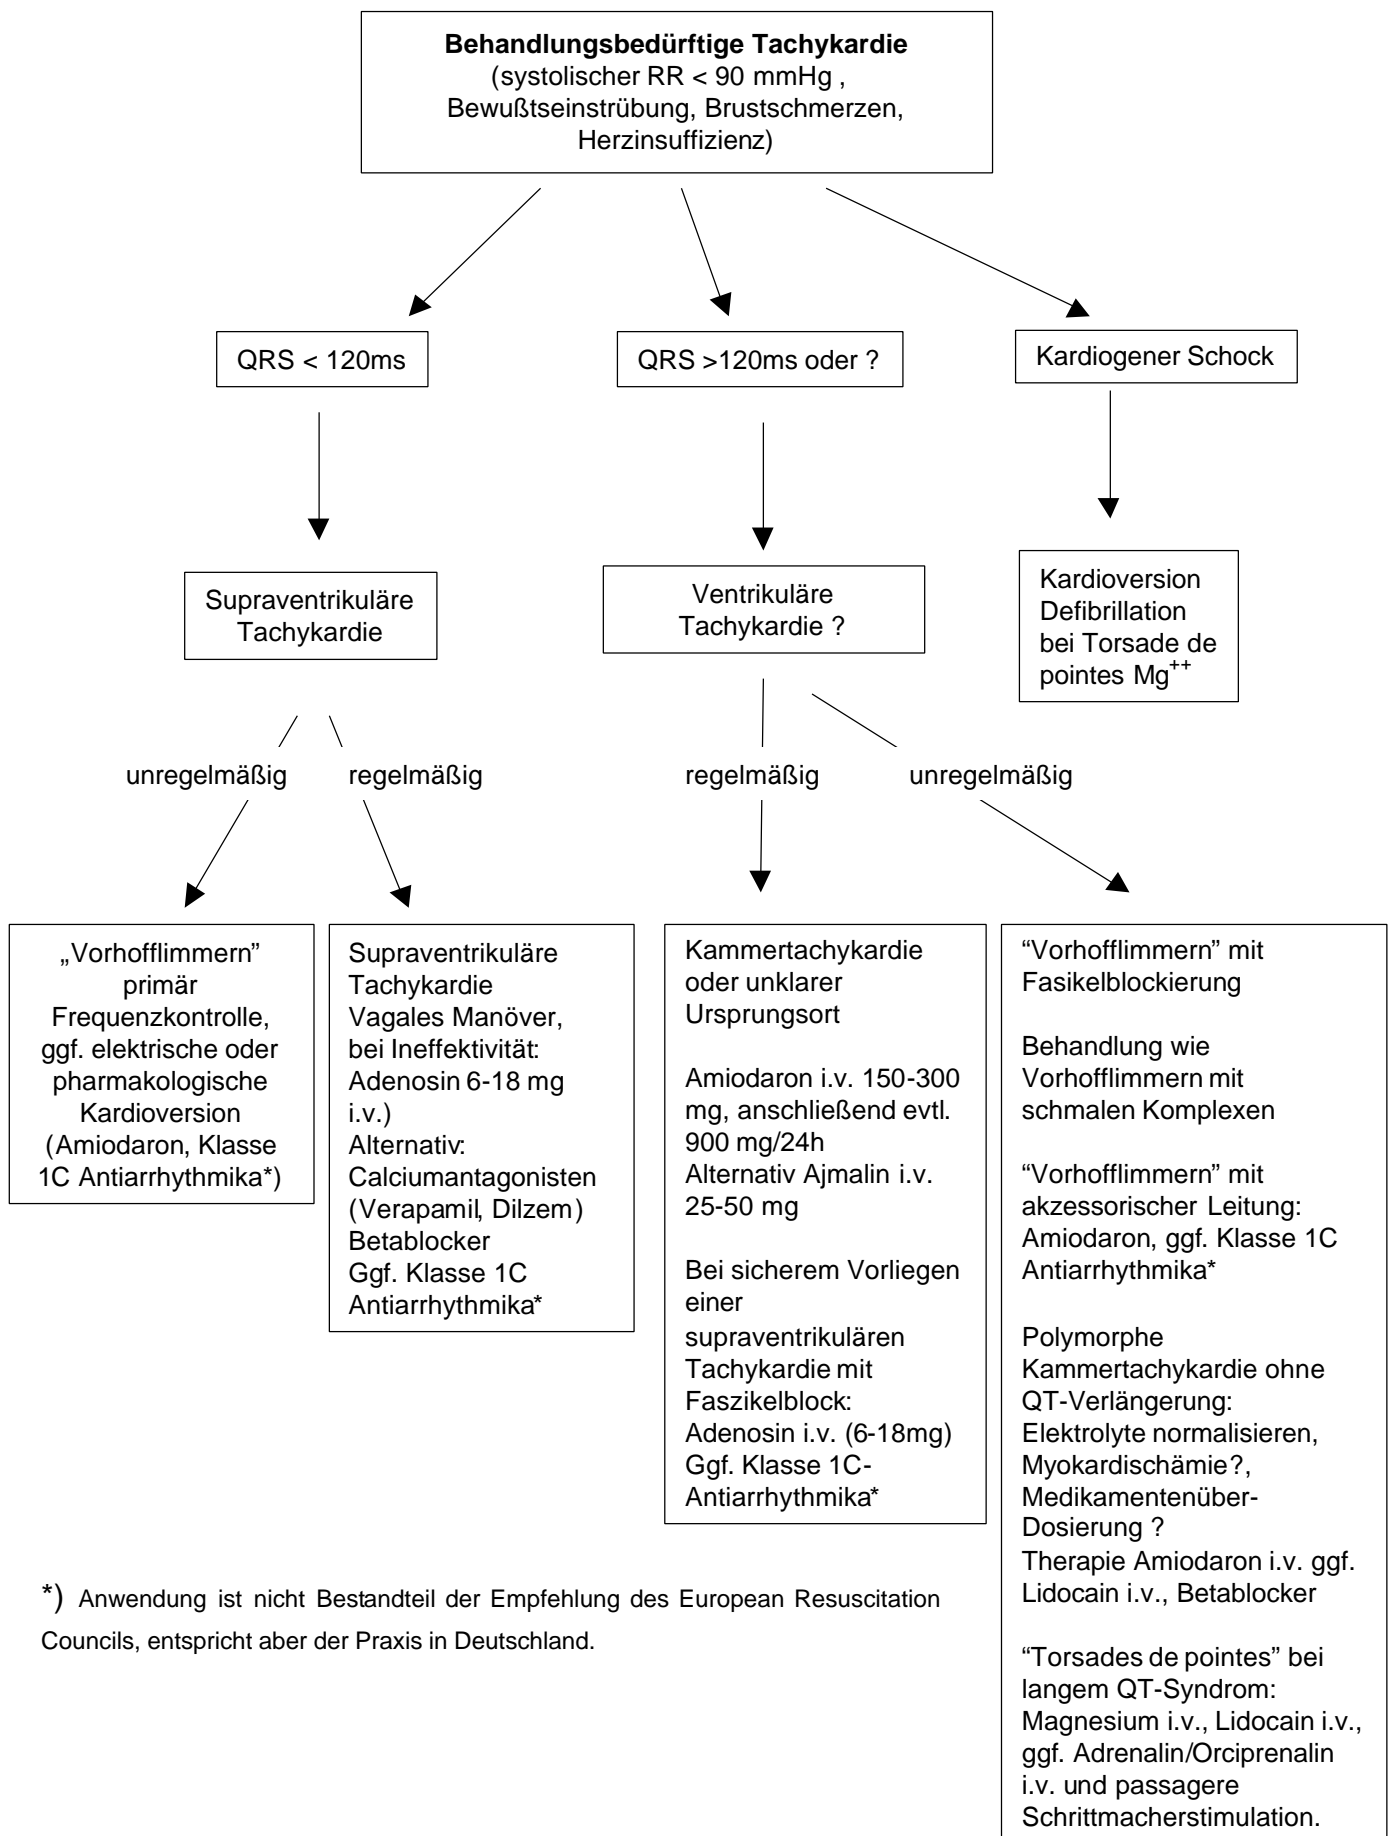 Behandlungsbedürftige Tachykardie
(systolischer RR < 90 mmHg ,
Bewußtseinstrübung, Brustschmerzen,
Herzinsuffizienz)
QRS < 120ms
QRS >120ms oder ?
Kardiogener Schock
Supraventrikuläre
Tachykardie
Ventrikuläre
Tachykardie ?
Kardioversion
Defibrillation
bei Torsade de
pointes Mg++
unregelmäßig
regelmäßig
regelmäßig
unregelmäßig
„Vorhofflimmern”
primär
Frequenzkontrolle,
ggf. elektrische oder
pharmakologische
Kardioversion
(Amiodaron, Klasse
1C Antiarrhythmika*)
Supraventrikuläre
Tachykardie
Vagales Manöver,
bei Ineffektivität:
Adenosin 6-18 mg
i.v.)
Alternativ:
Calciumantagonisten
(Verapamil, Dilzem)
Betablocker
Ggf. Klasse 1C
Antiarrhythmika*
Kammertachykardie
oder unklarer
Ursprungsort
Amiodaron i.v. 150-300
mg, anschließend evtl.
900 mg/24h
Alternativ Ajmalin i.v.
25-50 mg
Bei sicherem Vorliegen
einer
supraventrikulären
Tachykardie mit
Faszikelblock:
Adenosin i.v. (6-18mg)
Ggf. Klasse 1C-
Antiarrhythmika*
“Vorhofflimmern” mit
Fasikelblockierung
Behandlung wie
Vorhofflimmern mit
schmalen Komplexen
“Vorhofflimmern” mit
akzessorischer Leitung:
Amiodaron, ggf. Klasse 1C
Antiarrhythmika*
Polymorphe
Kammertachykardie ohne
QT-Verlängerung:
Elektrolyte normalisieren,
Myokardischämie?,
Medikamentenüber-
Dosierung ?
Therapie Amiodaron i.v. ggf.
Lidocain i.v., Betablocker
“Torsades de pointes” bei
langem QT-Syndrom:
Magnesium i.v., Lidocain i.v.,
ggf. Adrenalin/Orciprenalin
i.v. und passagere
Schrittmacherstimulation.
*) Anwendung ist nicht Bestandteil der Empfehlung des European Resuscitation
Councils, entspricht aber der Praxis in Deutschland.